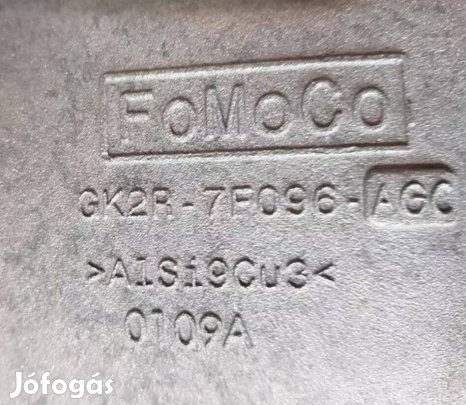 FoMoCo
GK2R-7F096-AGC
>AlSi9Cu3<
0109A
Jófogás